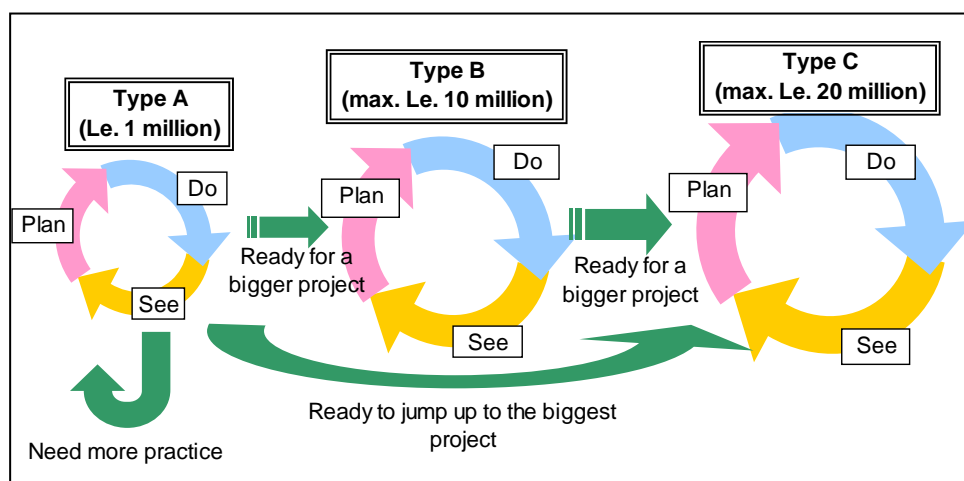 Type A
(Le. 1 million)
Plan
Do
See
Need more practice
Ready for a
bigger project
Type B
(max. Le. 10 million)
Plan
Do
See
Ready for a
bigger project
Type C
(max. Le. 20 million)
Plan
Do
See
Ready to jump up to the biggest
project